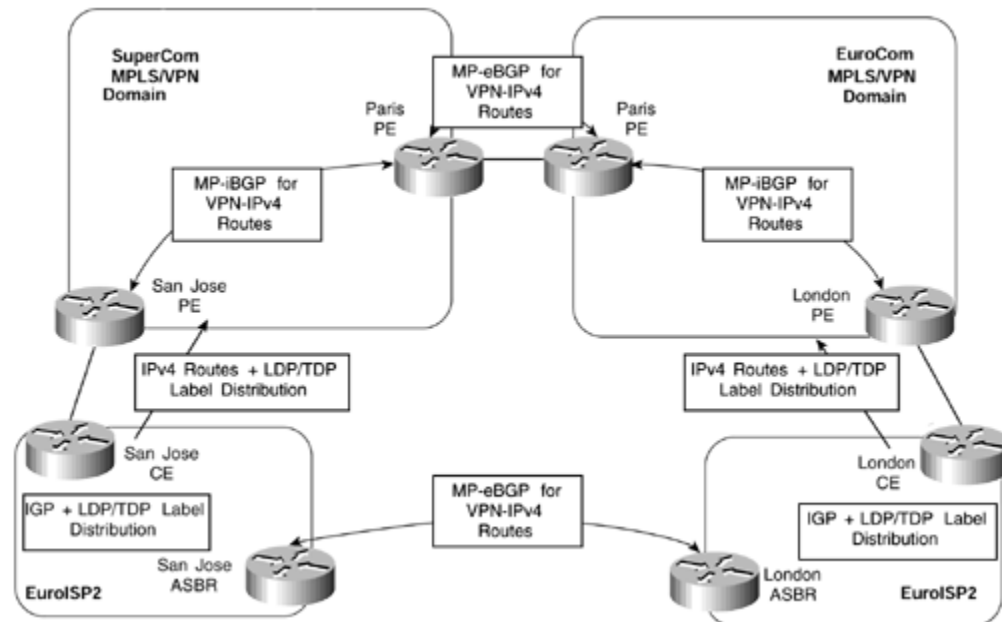 SuperCom
MPLS/VPN
Domain
EuroCom
MPLS/VPN
Domain
MP-eBGP for
VPN-IPv4
Routes
Paris
PE
Paris
PE
MP-iBGP for
VPN-IPv4
Routes
MP-iBGP for
VPN-IPv4
Routes
San Jose
PE
London
PE
IPv4 Routes + LDP/TDP
Label Distribution
IPv4 Routes + LDP/TDP
Label Distribution
San Jose
CE
London
CE
IGP + LDP/TDP Label
Distribution
MP-eBGP for
VPN-IPv4
Routes
IGP + LDP/TDP Label
Distribution
San Jose
ASBR
London
ASBR
EuroISP2
EuroISP2